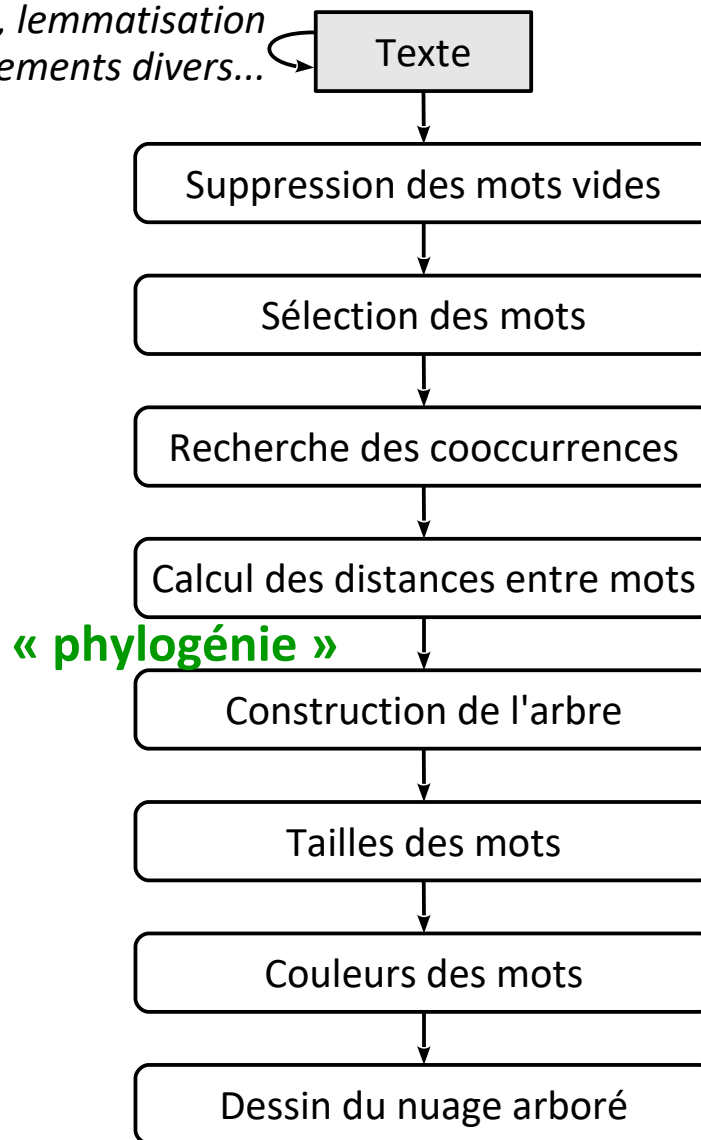 , lemmatisation
ements divers...
Texte
Suppression des mots vides
Sélection des mots
Recherche des cooccurrences
Calcul des distances entre mots
« phylogénie »
Construction de l'arbre
Tailles des mots
Couleurs des mots
Dessin du nuage arboré